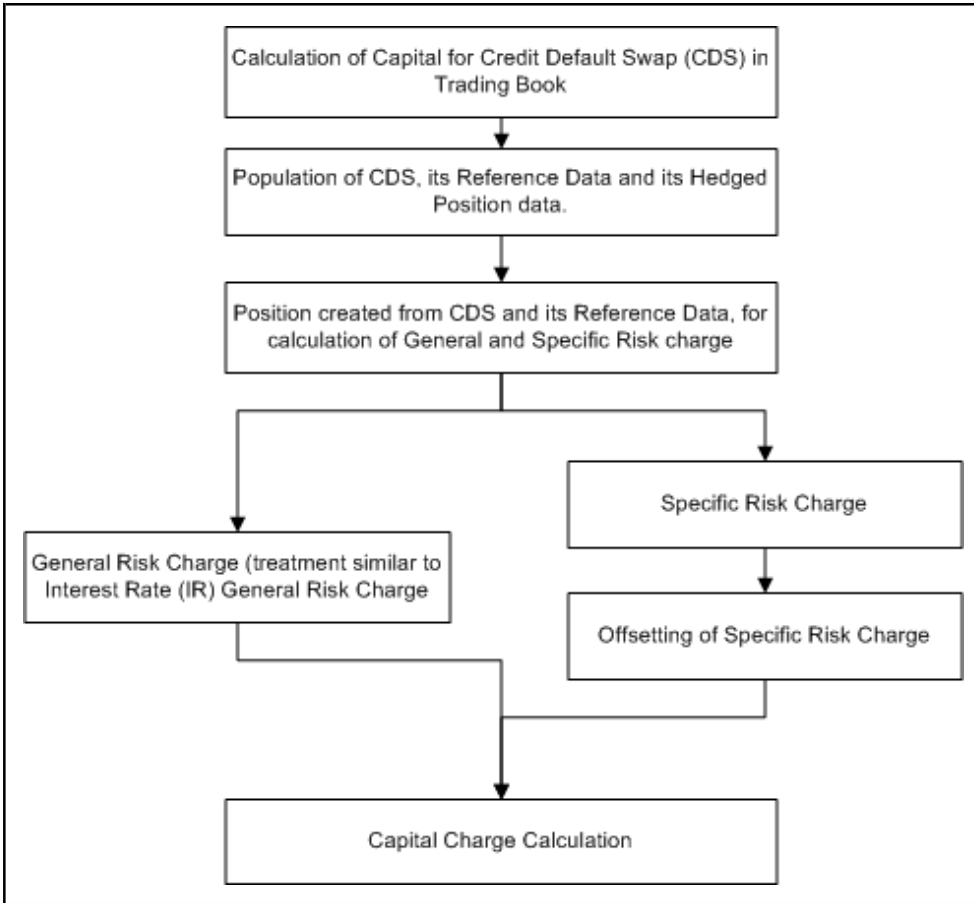 Calculation of Capital for Credit Default Swap (CDS) in
Trading Book
Population of CDS, its Reference Data and its Hedged
Position data.
Position created from CDS and its Reference Data, for
calculation of General and Specific Risk charge
Specific Risk Charge
General Risk Charge (treatment similar to
Interest Rate (IR) General Risk Charge
Offsetting of Specific Risk Charge
Capital Charge Calculation